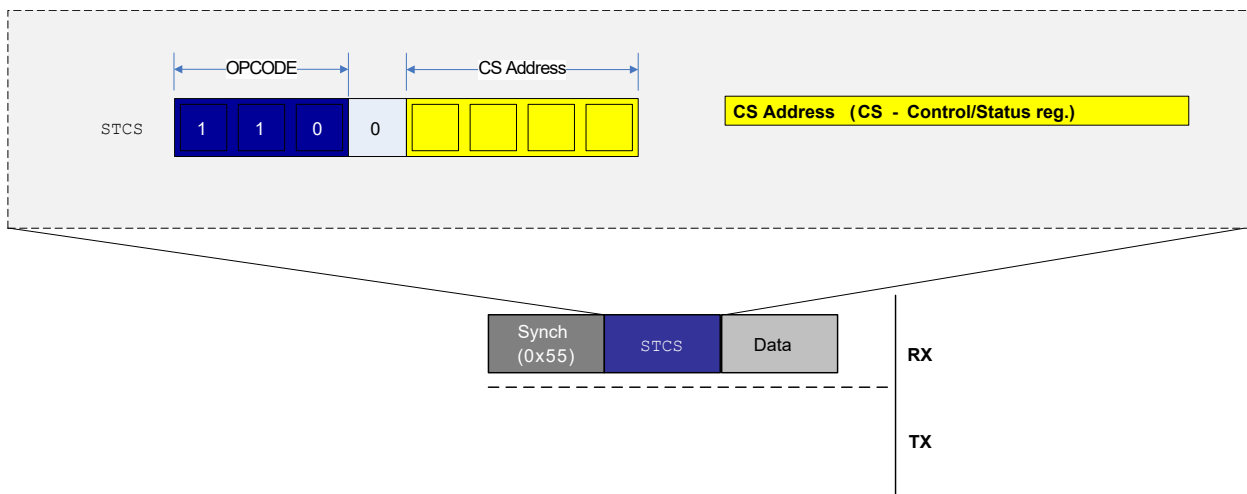 OPCODE CS Address
STCS 1 1 0 0
CS Address (CS - Control/Status reg.)
Synch
(0x55)
STCS
Data
RX
TX